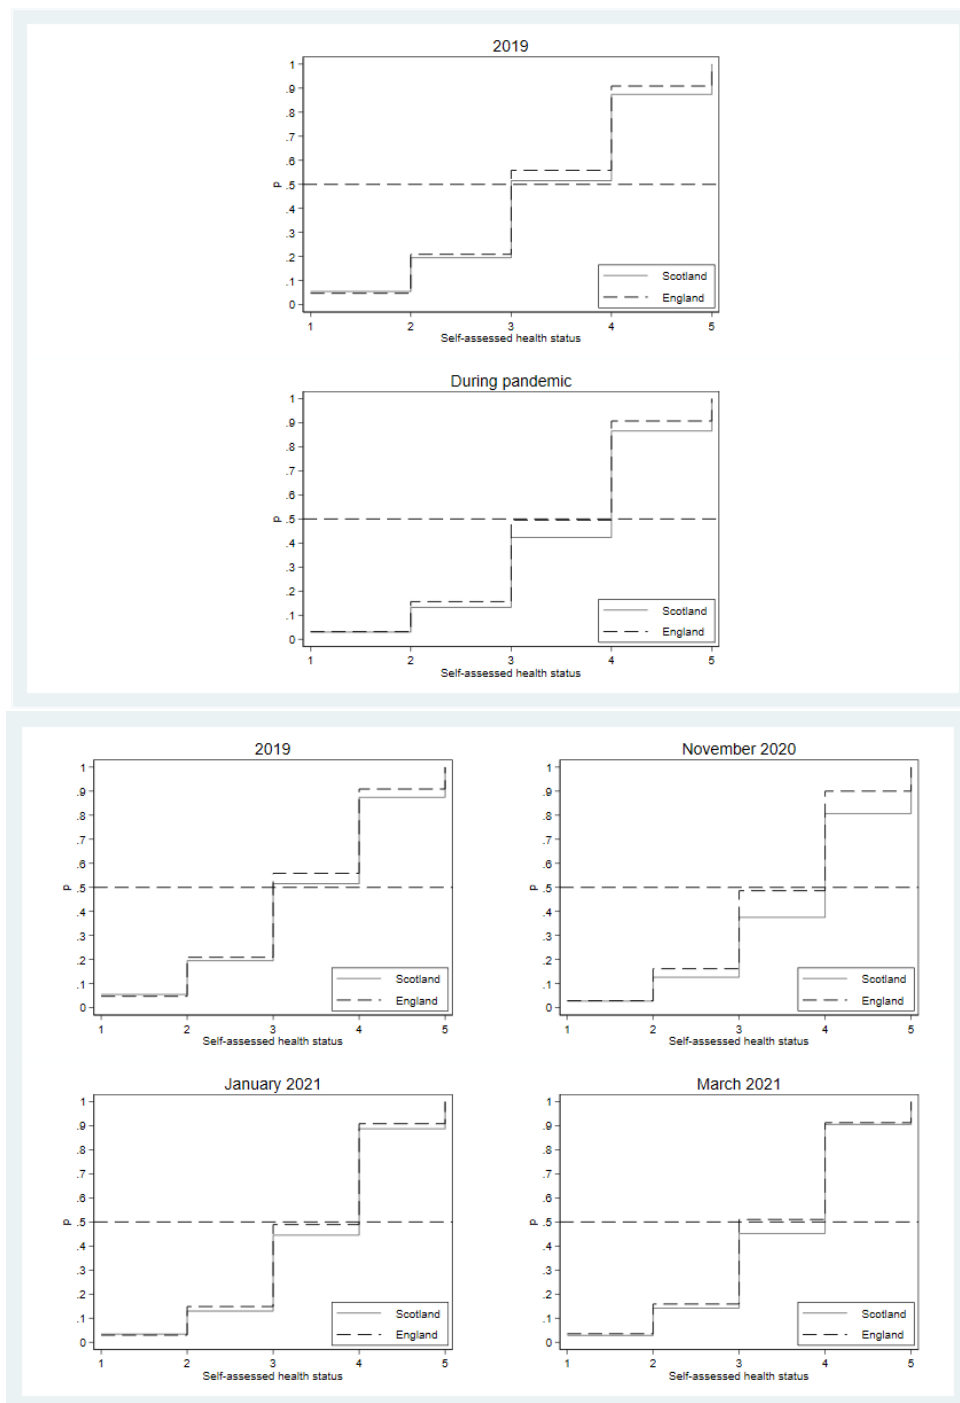 2019
1
.9
.8
.7
.6
p
.5
.4
.3
.2
.1
0
Scotland
England
1 2 3 4 5
Self-assessed health status
During pandemic
1
.9
.8
.7
.6
p
.5
.4
.3
.2
.1
0
Scotland
England
1 2 3 4 5
Self-assessed health status
2019
1
.9
.8
.7
.6
p
.5
.4
.3
.2
.1
0
Scotland
England
1 2 3 4 5
Self-assessed health status
November 2020
1
.9
.8
.7
.6
p
.5
.4
.3
.2
.1
0
Scotland
England
1 2 3 4 5
Self-assessed health status
January 2021
1
.9
.8
.7
.6
p
.5
.4
.3
.2
.1
0
Scotland
England
1 2 3 4 5
Self-assessed health status
March 2021
1
.9
.8
.7
.6
p
.5
.4
.3
.2
.1
0
Scotland
England
1 2 3 4 5
Self-assessed health status